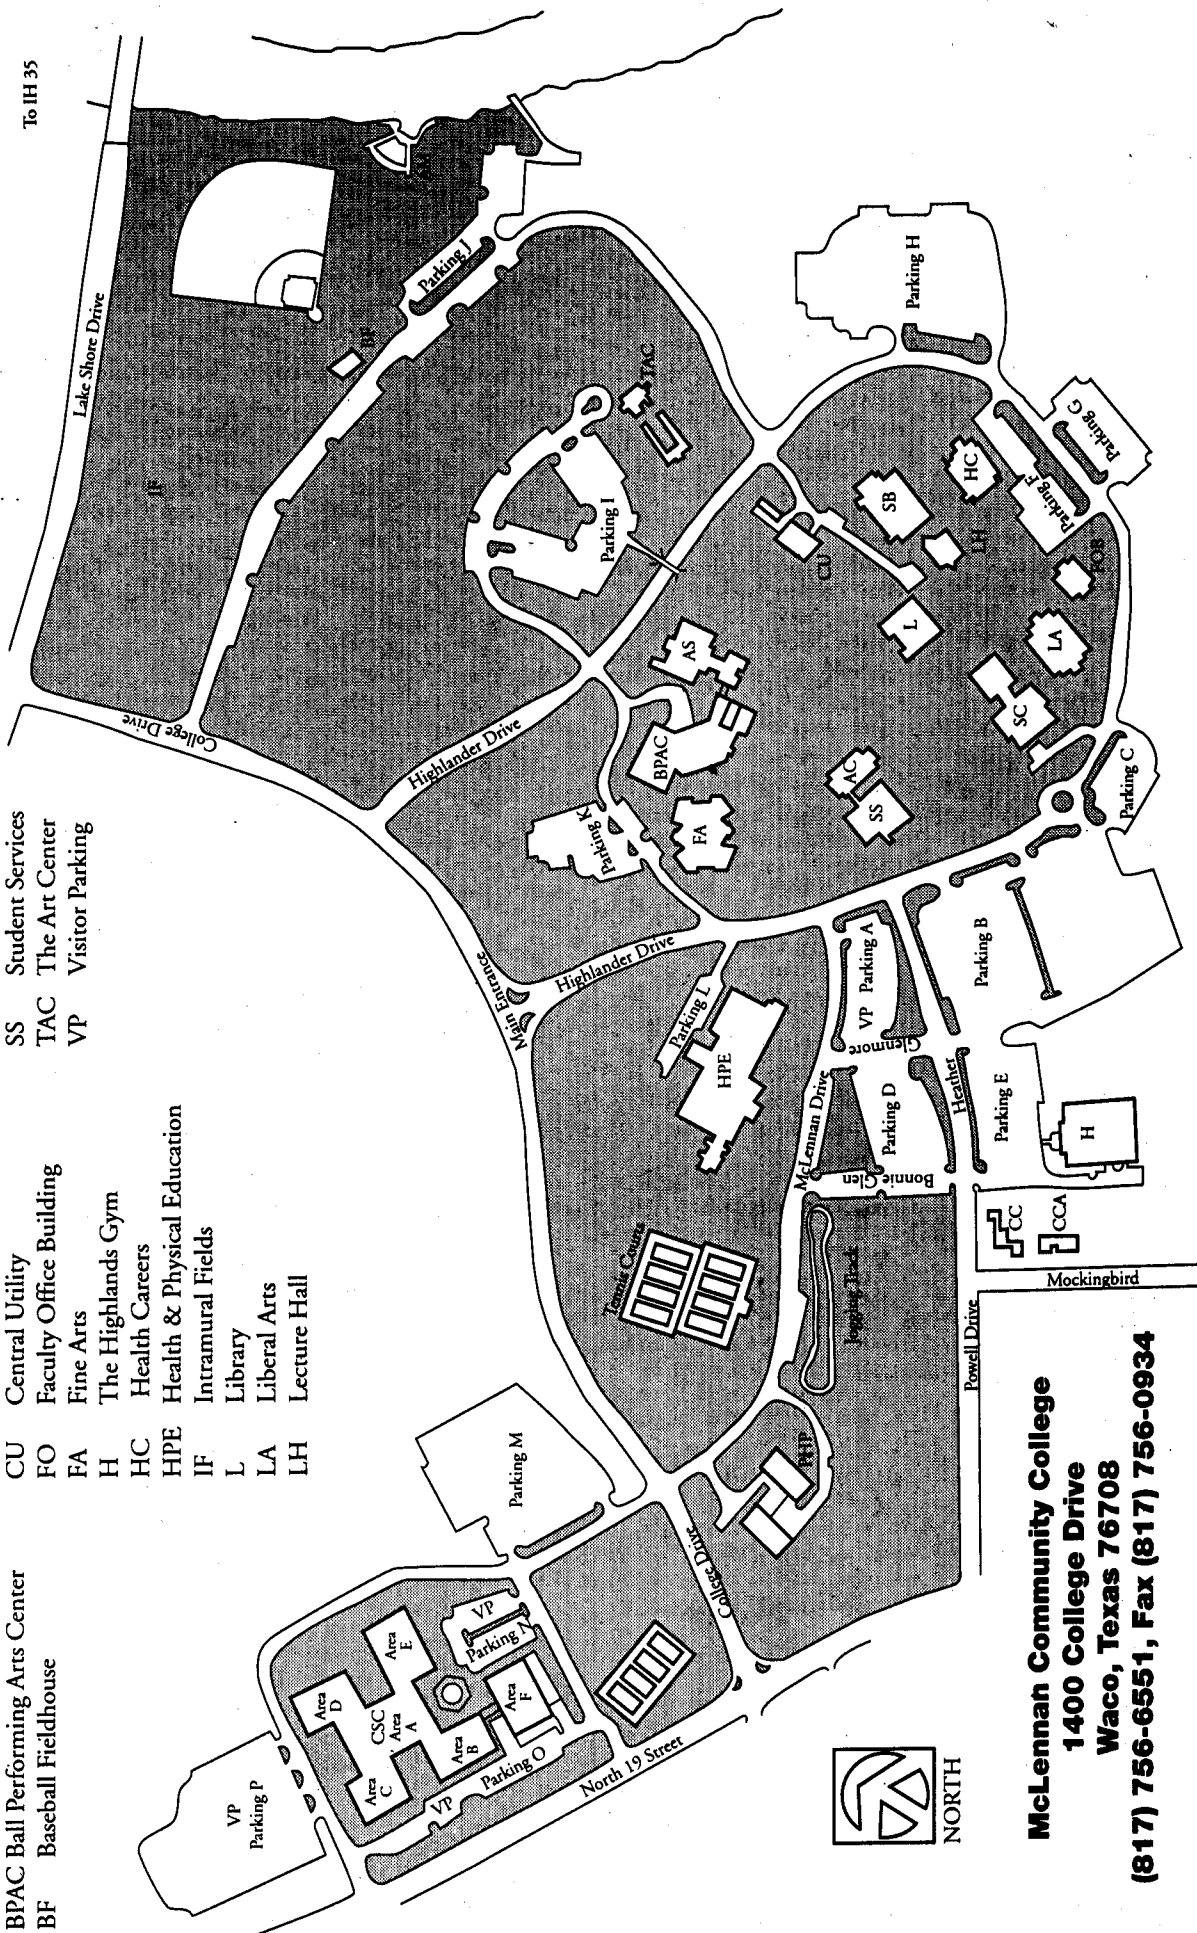 BPAC Ball Performing Arts Center
BF Baseball Fieldhouse
CU Central Utility
FO Faculty Office Building
FA Fine Arts
H The Highlands Gym
HC Health Careers
HPE Health & Physical Education
IF Intramural Fields
L Library
LA Liberal Arts
LH Lecture Hall
SS Student Services
TAC The Art Center
VP Visitor Parking
To IH 35
Lake Shore Drive
IF
BF
Parking J
College Drive
Highlander Drive
Parking I
TAC
Parking H
Parking G
Parking F
HC
SB
LH
CU
FOB
L
LA
SC
AS
BPAC
AC
SS
FA
Parking K
Parking C
Main Entrance
Highlander Drive
Parking L
HPE
VP Parking A
Parking B
Glenmore
McLennan Drive
Parking D
Heather
Parking E
Bonnie Glen
H
CC
CCA
Mockingbird
Powell Drive
Tennis Courts
Jogging Track
PHP
Parking M
College Drive
VP
Parking N
Area E
Area D
CSC
Area A
Area F
Area B
Area C
Parking O
VP
VP
Parking P
North 19 Street
NORTH
McLennan Community College
1400 College Drive
Waco, Texas 76708
(817) 756-6551, Fax (817) 756-0934